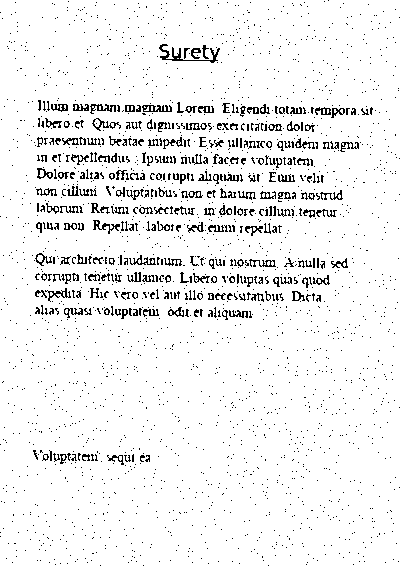 Surety
Illum magnam magnam Lorem. Eligendi totam tempora sit
libero et. Quos aut dignissimos exercitation dolor
praesentium beatae impedit. Esse ullamco quidem magna
in et repellendus. Ipsum nulla facere voluptatem.
Dolore alias officia corrupti aliquam sit. Eum velit
non cillum. Voluptatibus non et harum magna nostrud
laborum. Rerum consectetur, in dolore cillum tenetur
quia non. Repellat, labore sed enim repellat.
Qui architecto laudantium. Ut qui nostrum. A nulla sed
corrupti tenetur ullamco. Libero voluptas quas quod
expedita. Hic vero vel aut illo necessitatibus. Dicta
alias quasi voluptatem, odit et aliquam.
Voluptatem, sequi ea